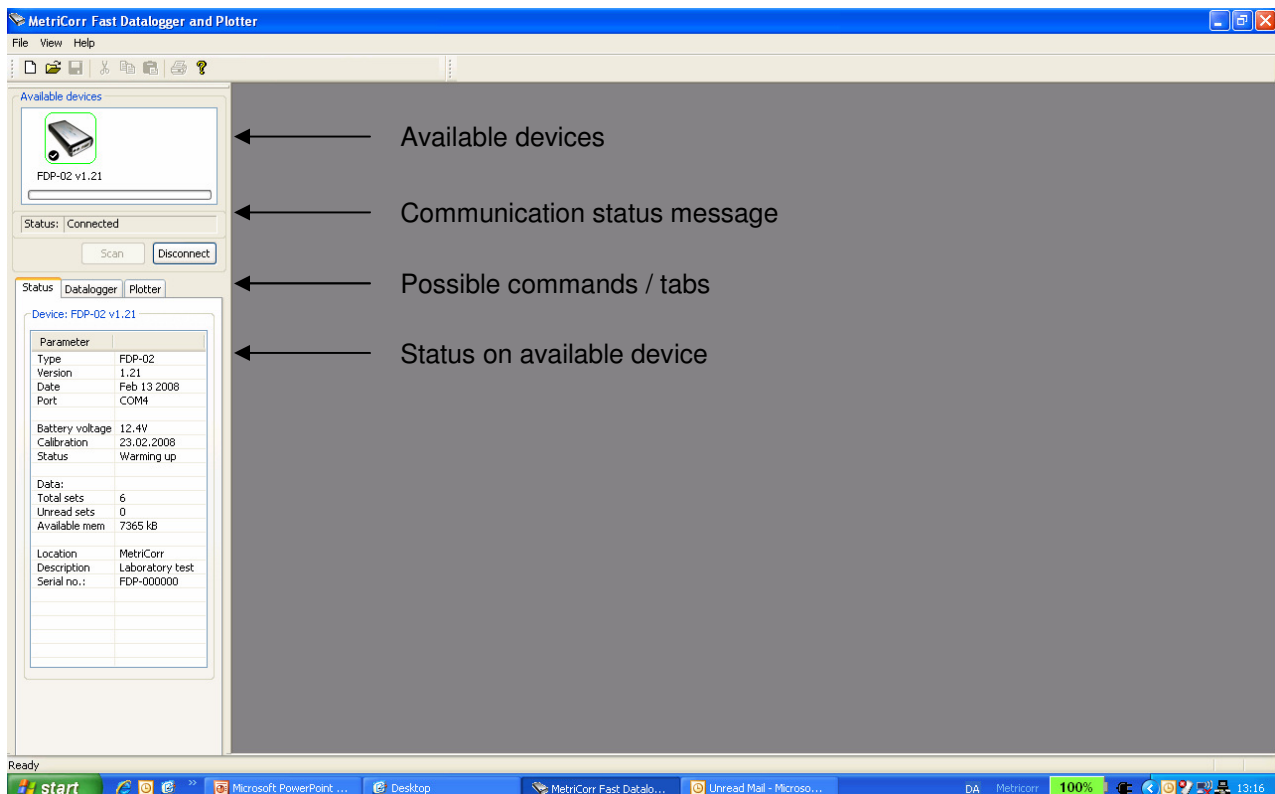 MetriCorr Fast Datalogger and Plotter
File View Help
Available devices
FDP-02 v1.21
Available devices
Status: Connected
Communication status message
Scan Disconnect
Status Datalogger Plotter
Possible commands / tabs
Device: FDP-02 v1.21
Parameter
Status on available device
Type FDP-02
Version 1.21
Date Feb 13 2008
Port COM4
Battery voltage 12.4V
Calibration 23.02.2008
Status Warming up
Data:
Total sets 6
Unread sets 0
Available mem 7365 kB
Location MetriCorr
Description Laboratory test
Serial no.: FDP-000000
Ready
start Microsoft PowerPoint ... Desktop MetriCorr Fast Datalo... Unread Mail - Microso... DA Metricorr 100% 13:16